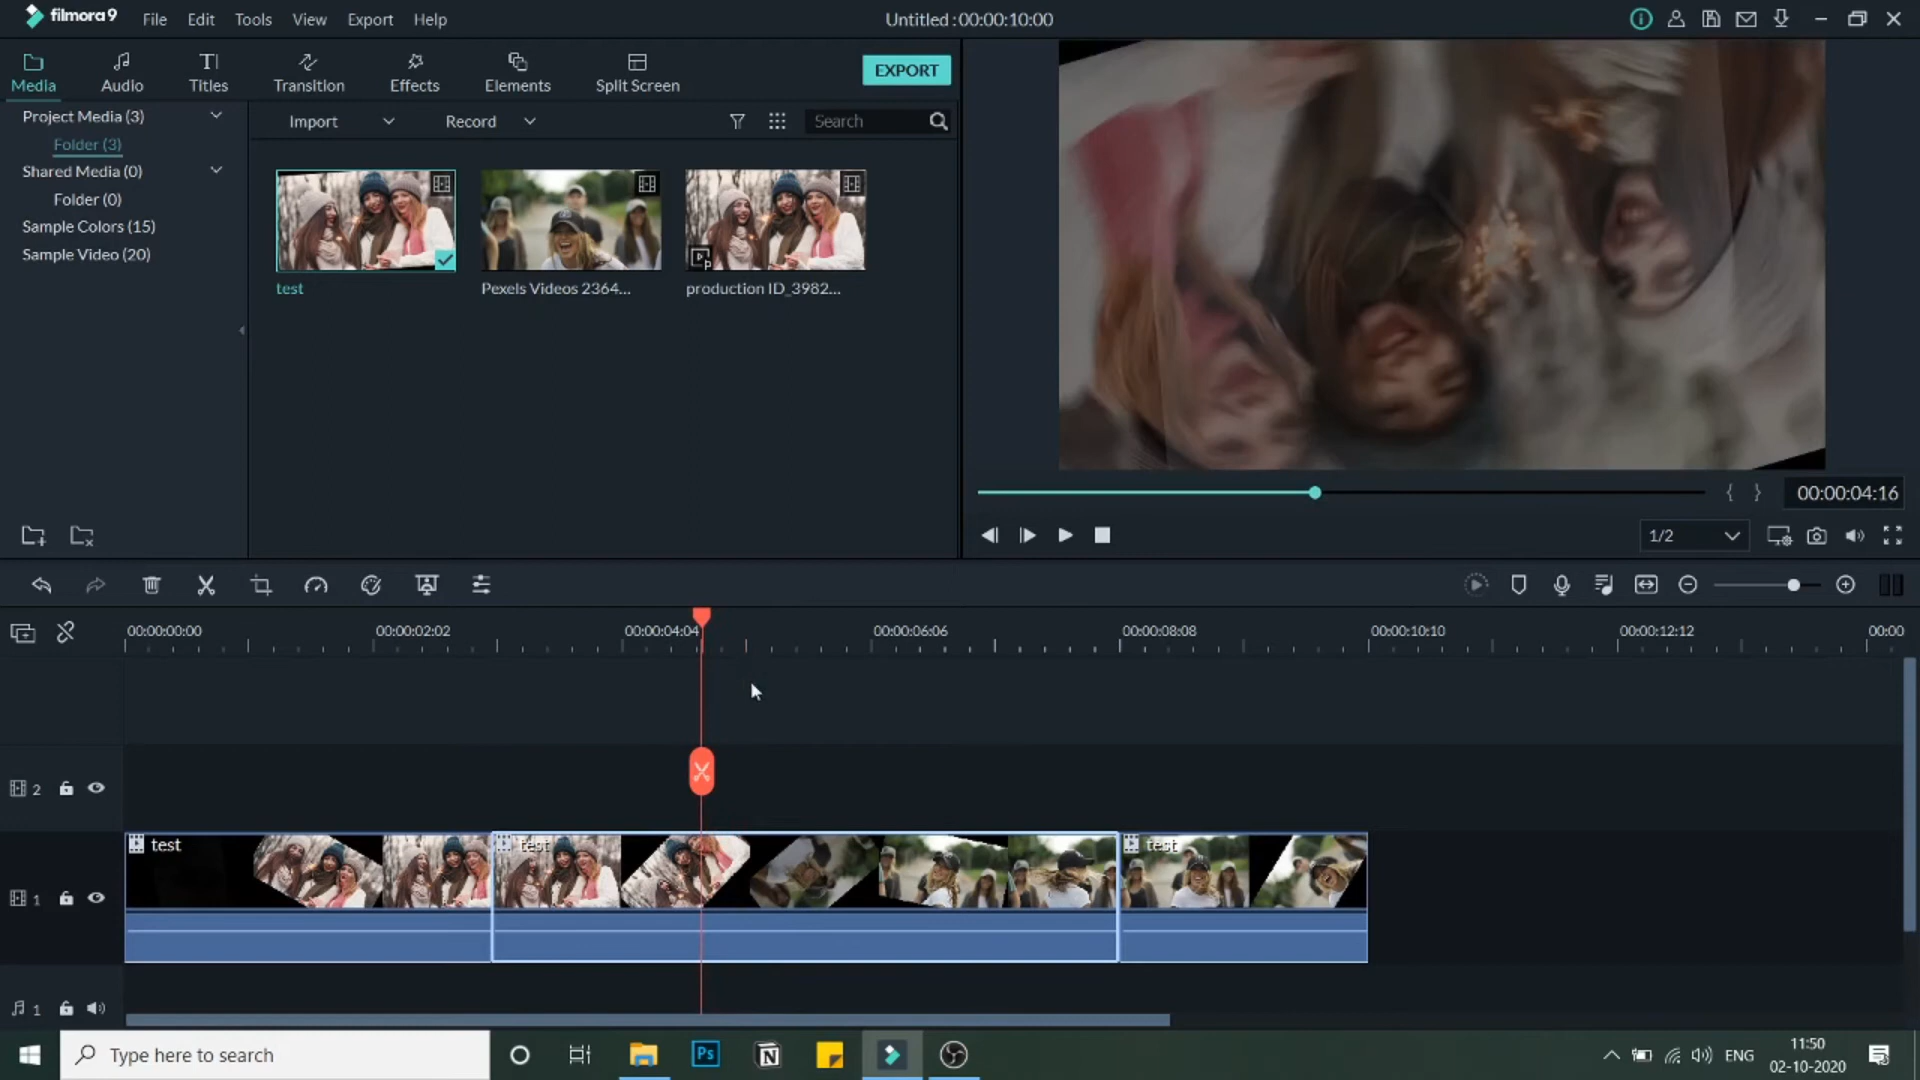 filmora9 File Edit Tools View Export Help Untitled : 00:00:10:00
Media Audio Titles Transition Effects Elements Split Screen EXPORT
Project Media (3) Import Record Search
Folder (3)
Shared Media (0)
Folder (0)
Sample Colors (15)
Sample Video (20)
test Pexels Videos 2364... production ID_3982...
00:00:04:16
1/2
00:00:00:00 00:00:02:02 00:00:04:04 00:00:06:06 00:00:08:08 00:00:10:10 00:00:12:12 00:00
2
test test test
1
1
Type here to search Ps N ENG 11:50
02-10-2020